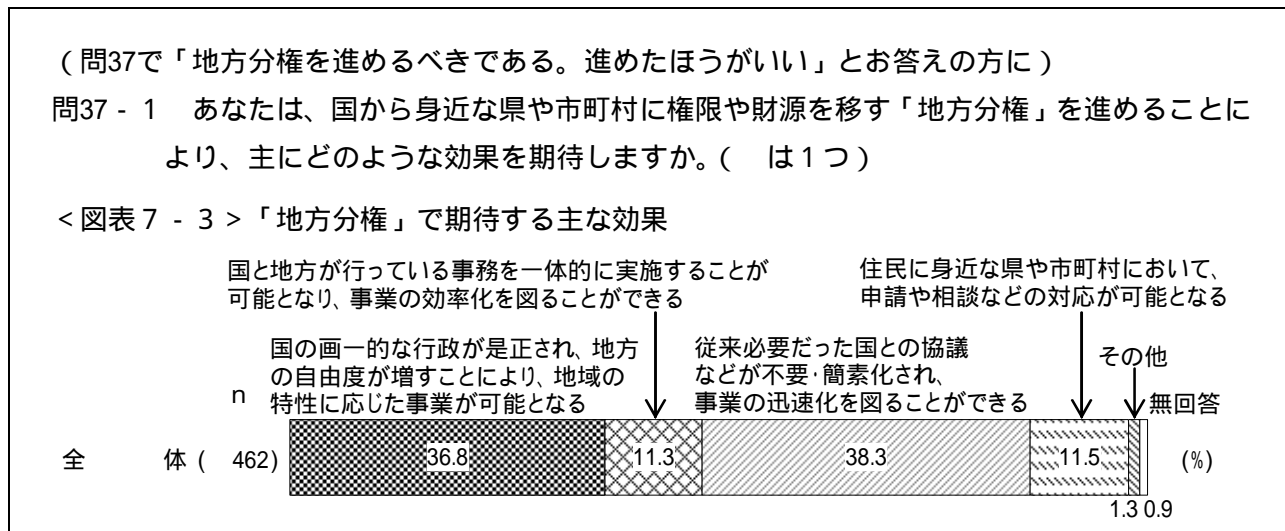 (問37で「地方分権を進めるべきである。進めたほうがいい」とお答えの方に)
問37-1 あなたは、国から身近な県や市町村に権限や財源を移す「地方分権」を進めることに
より、主にどのような効果を期待しますか。( は1つ)
<図表7-3>「地方分権」で期待する主な効果
国と地方が行っている事務を一体的に実施することが
可能となり、事業の効率化を図ることができる
住民に身近な県や市町村において、
申請や相談などの対応が可能となる
国の画一的な行政が是正され、地方
の自由度が増すことにより、地域の
特性に応じた事業が可能となる
従来必要だった国との協議
などが不要・簡素化され、
事業の迅速化を図ることができる
その他
無回答
n
全 体( 462)
36.8
11.3
38.3
11.5
(%)
1.3 0.9